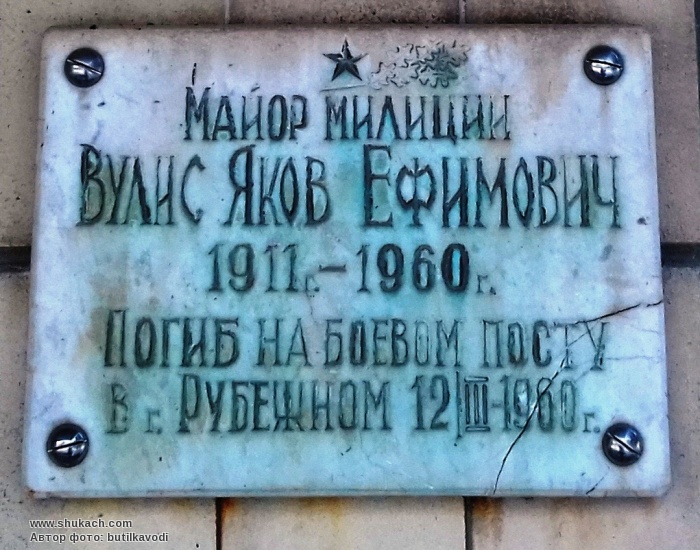 Майор милиции
Вулис Яков Ефимович
1911г.–1960г.
Погиб на боевом посту
в г. Рубежном 12/III-1960г.
www.shukach.com
Автор фото: butilkavodi